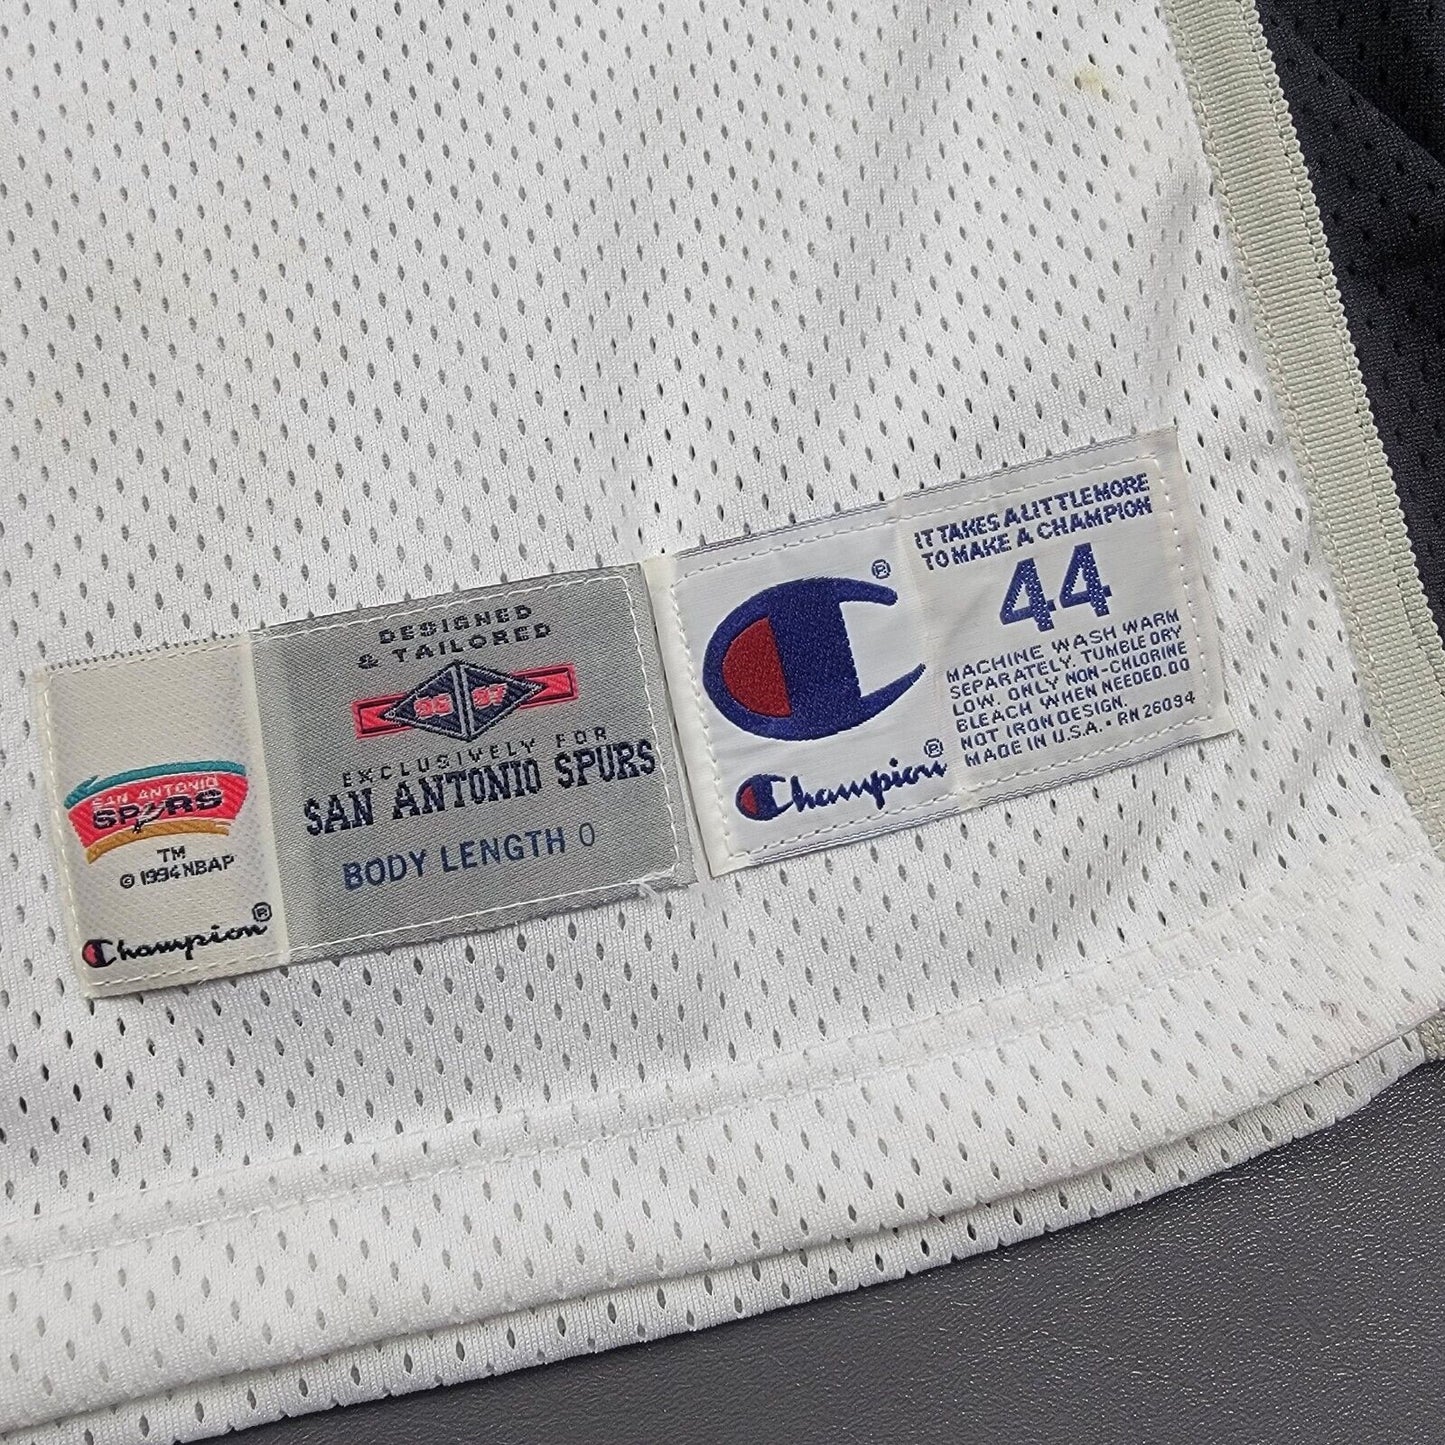 SAN ANTONIO
SPURS
TM
© 1994 NBAP
Champion®
DESIGNED
& TAILORED
96 97
EXCLUSIVELY FOR
SAN ANTONIO SPURS
BODY LENGTH 0
®
Champion®
IT TAKES A LITTLE MORE
TO MAKE A CHAMPION
44
MACHINE WASH WARM
SEPARATELY. TUMBLE DRY
LOW. ONLY NON-CHLORINE
BLEACH WHEN NEEDED. DO
NOT IRON DESIGN.
MADE IN U.S.A. • RN 26094